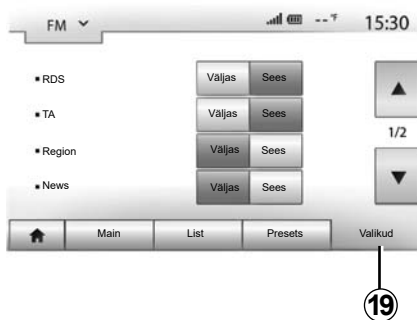 FM --°F 15:30
RDS Väljas Sees
TA Väljas Sees
1/2
Region Väljas Sees
News Väljas Sees
Main List Presets Valikud
19